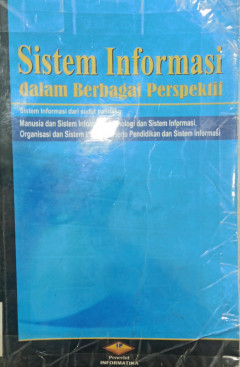 Sistem Informasi
dalam Berbagai Perspektif
Sistem Informasi dari sudut
Manusia dan Sistem dan Sistem Informasi,
Organisasi dan Sistem Pendidikan dan Sistem Informasi
Penerbit
INFORMATIKA